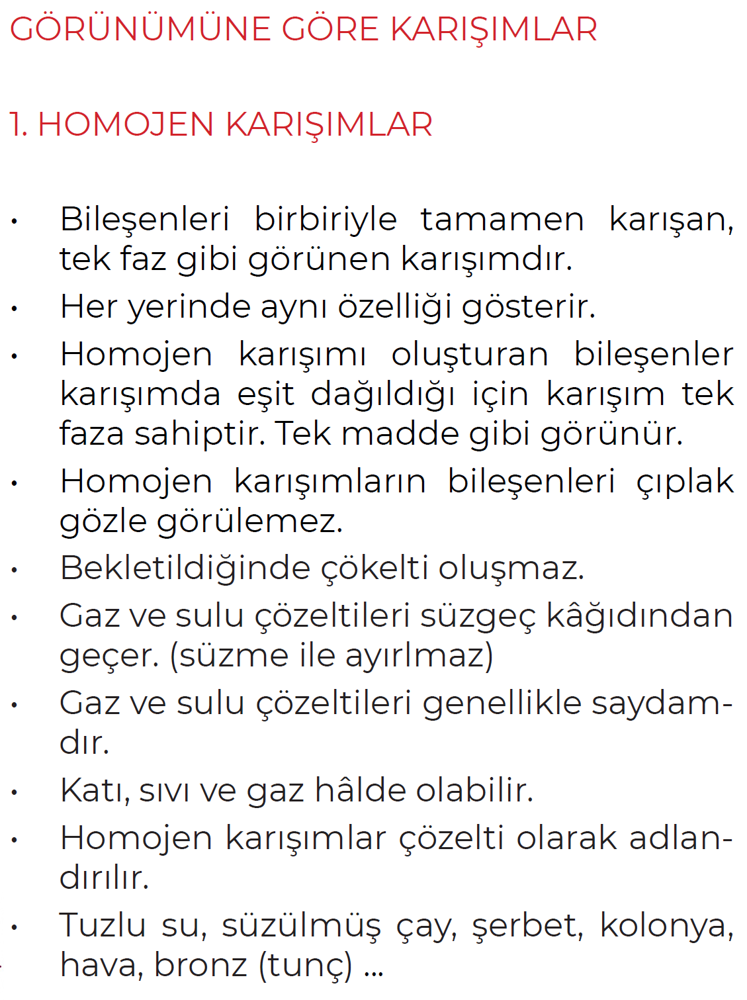 GÖRÜNÜMÜNE GÖRE KARIŞIMLAR
1. HOMOJEN KARIŞIMLAR
• Bileşenleri birbiriyle tamamen karışan,
tek faz gibi görünen karışımdır.
• Her yerinde aynı özelliği gösterir.
• Homojen karışımı oluşturan bileşenler
karışımda eşit dağıldığı için karışım tek
faza sahiptir. Tek madde gibi görünür.
• Homojen karışımların bileşenleri çıplak
gözle görülemez.
• Bekletildiğinde çökelti oluşmaz.
• Gaz ve sulu çözeltileri süzgeç kâğıdından
geçer. (süzme ile ayırlmaz)
• Gaz ve sulu çözeltileri genellikle saydam-
dır.
• Katı, sıvı ve gaz hâlde olabilir.
• Homojen karışımlar çözelti olarak adlan-
dırılır.
• Tuzlu su, süzülmüş çay, şerbet, kolonya,
hava, bronz (tunç) ...